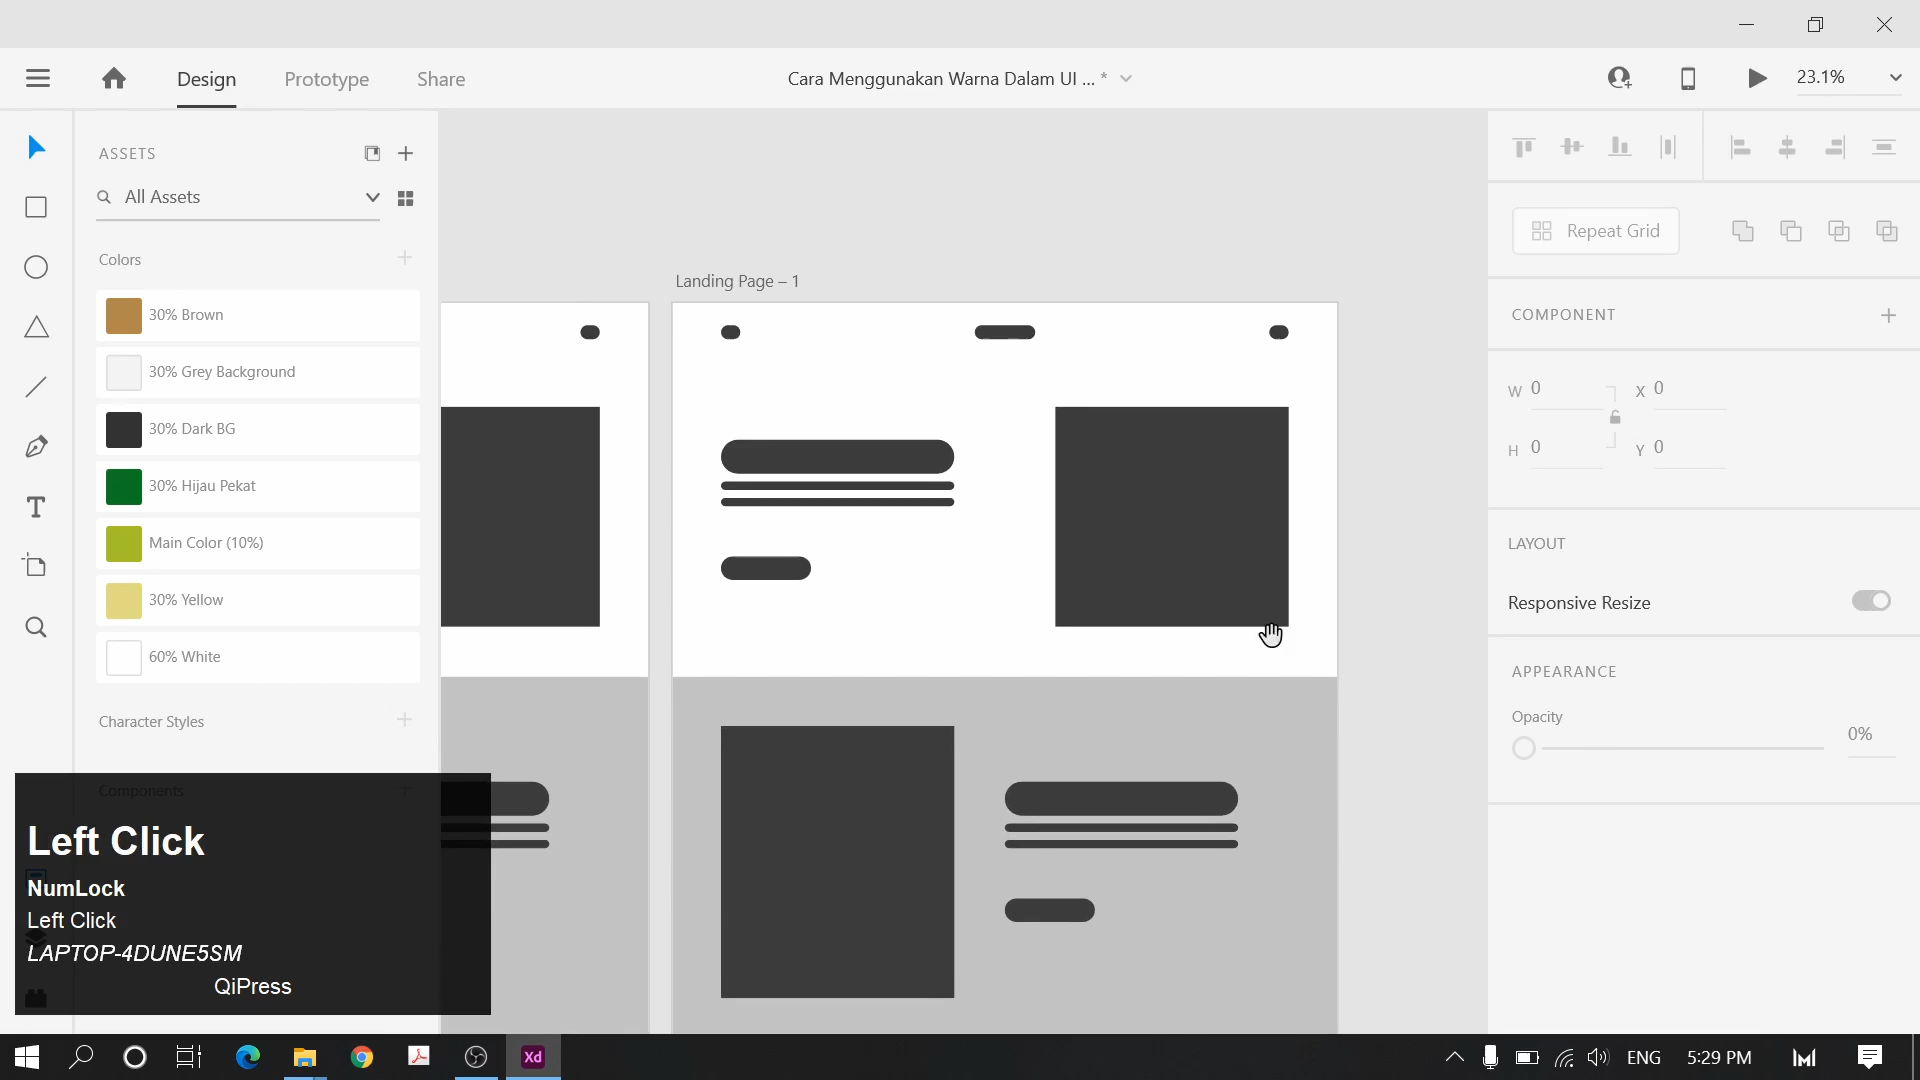 Design
Prototype
Share
Cara Menggunakan Warna Dalam UI ... *
23.1%
ASSETS
All Assets
Colors
30% Brown
30% Grey Background
30% Dark BG
30% Hijau Pekat
Main Color (10%)
30% Yellow
60% White
Character Styles
Components
Landing Page – 1
Repeat Grid
COMPONENT
W 0
X 0
H 0
Y 0
LAYOUT
Responsive Resize
APPEARANCE
Opacity
0%
Left Click
NumLock
Left Click
LAPTOP-4DUNE5SM
QiPress
Xd
ENG
5:29 PM